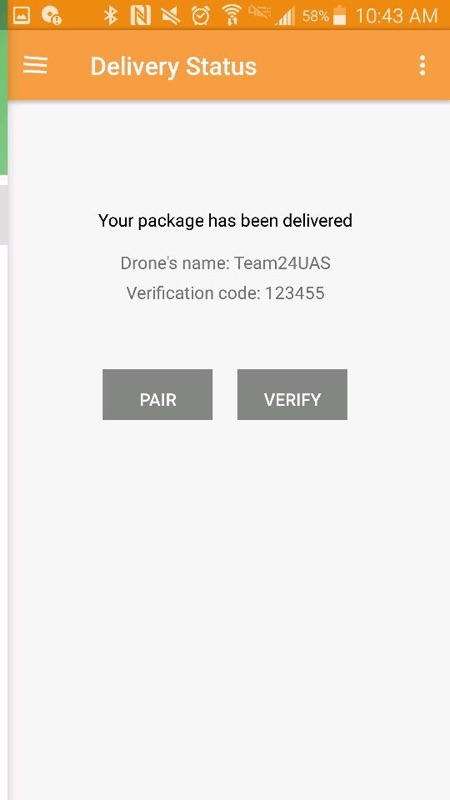 58% 10:43 AM
Delivery Status
Your package has been delivered
Drone's name: Team24UAS
Verification code: 123455
PAIR VERIFY